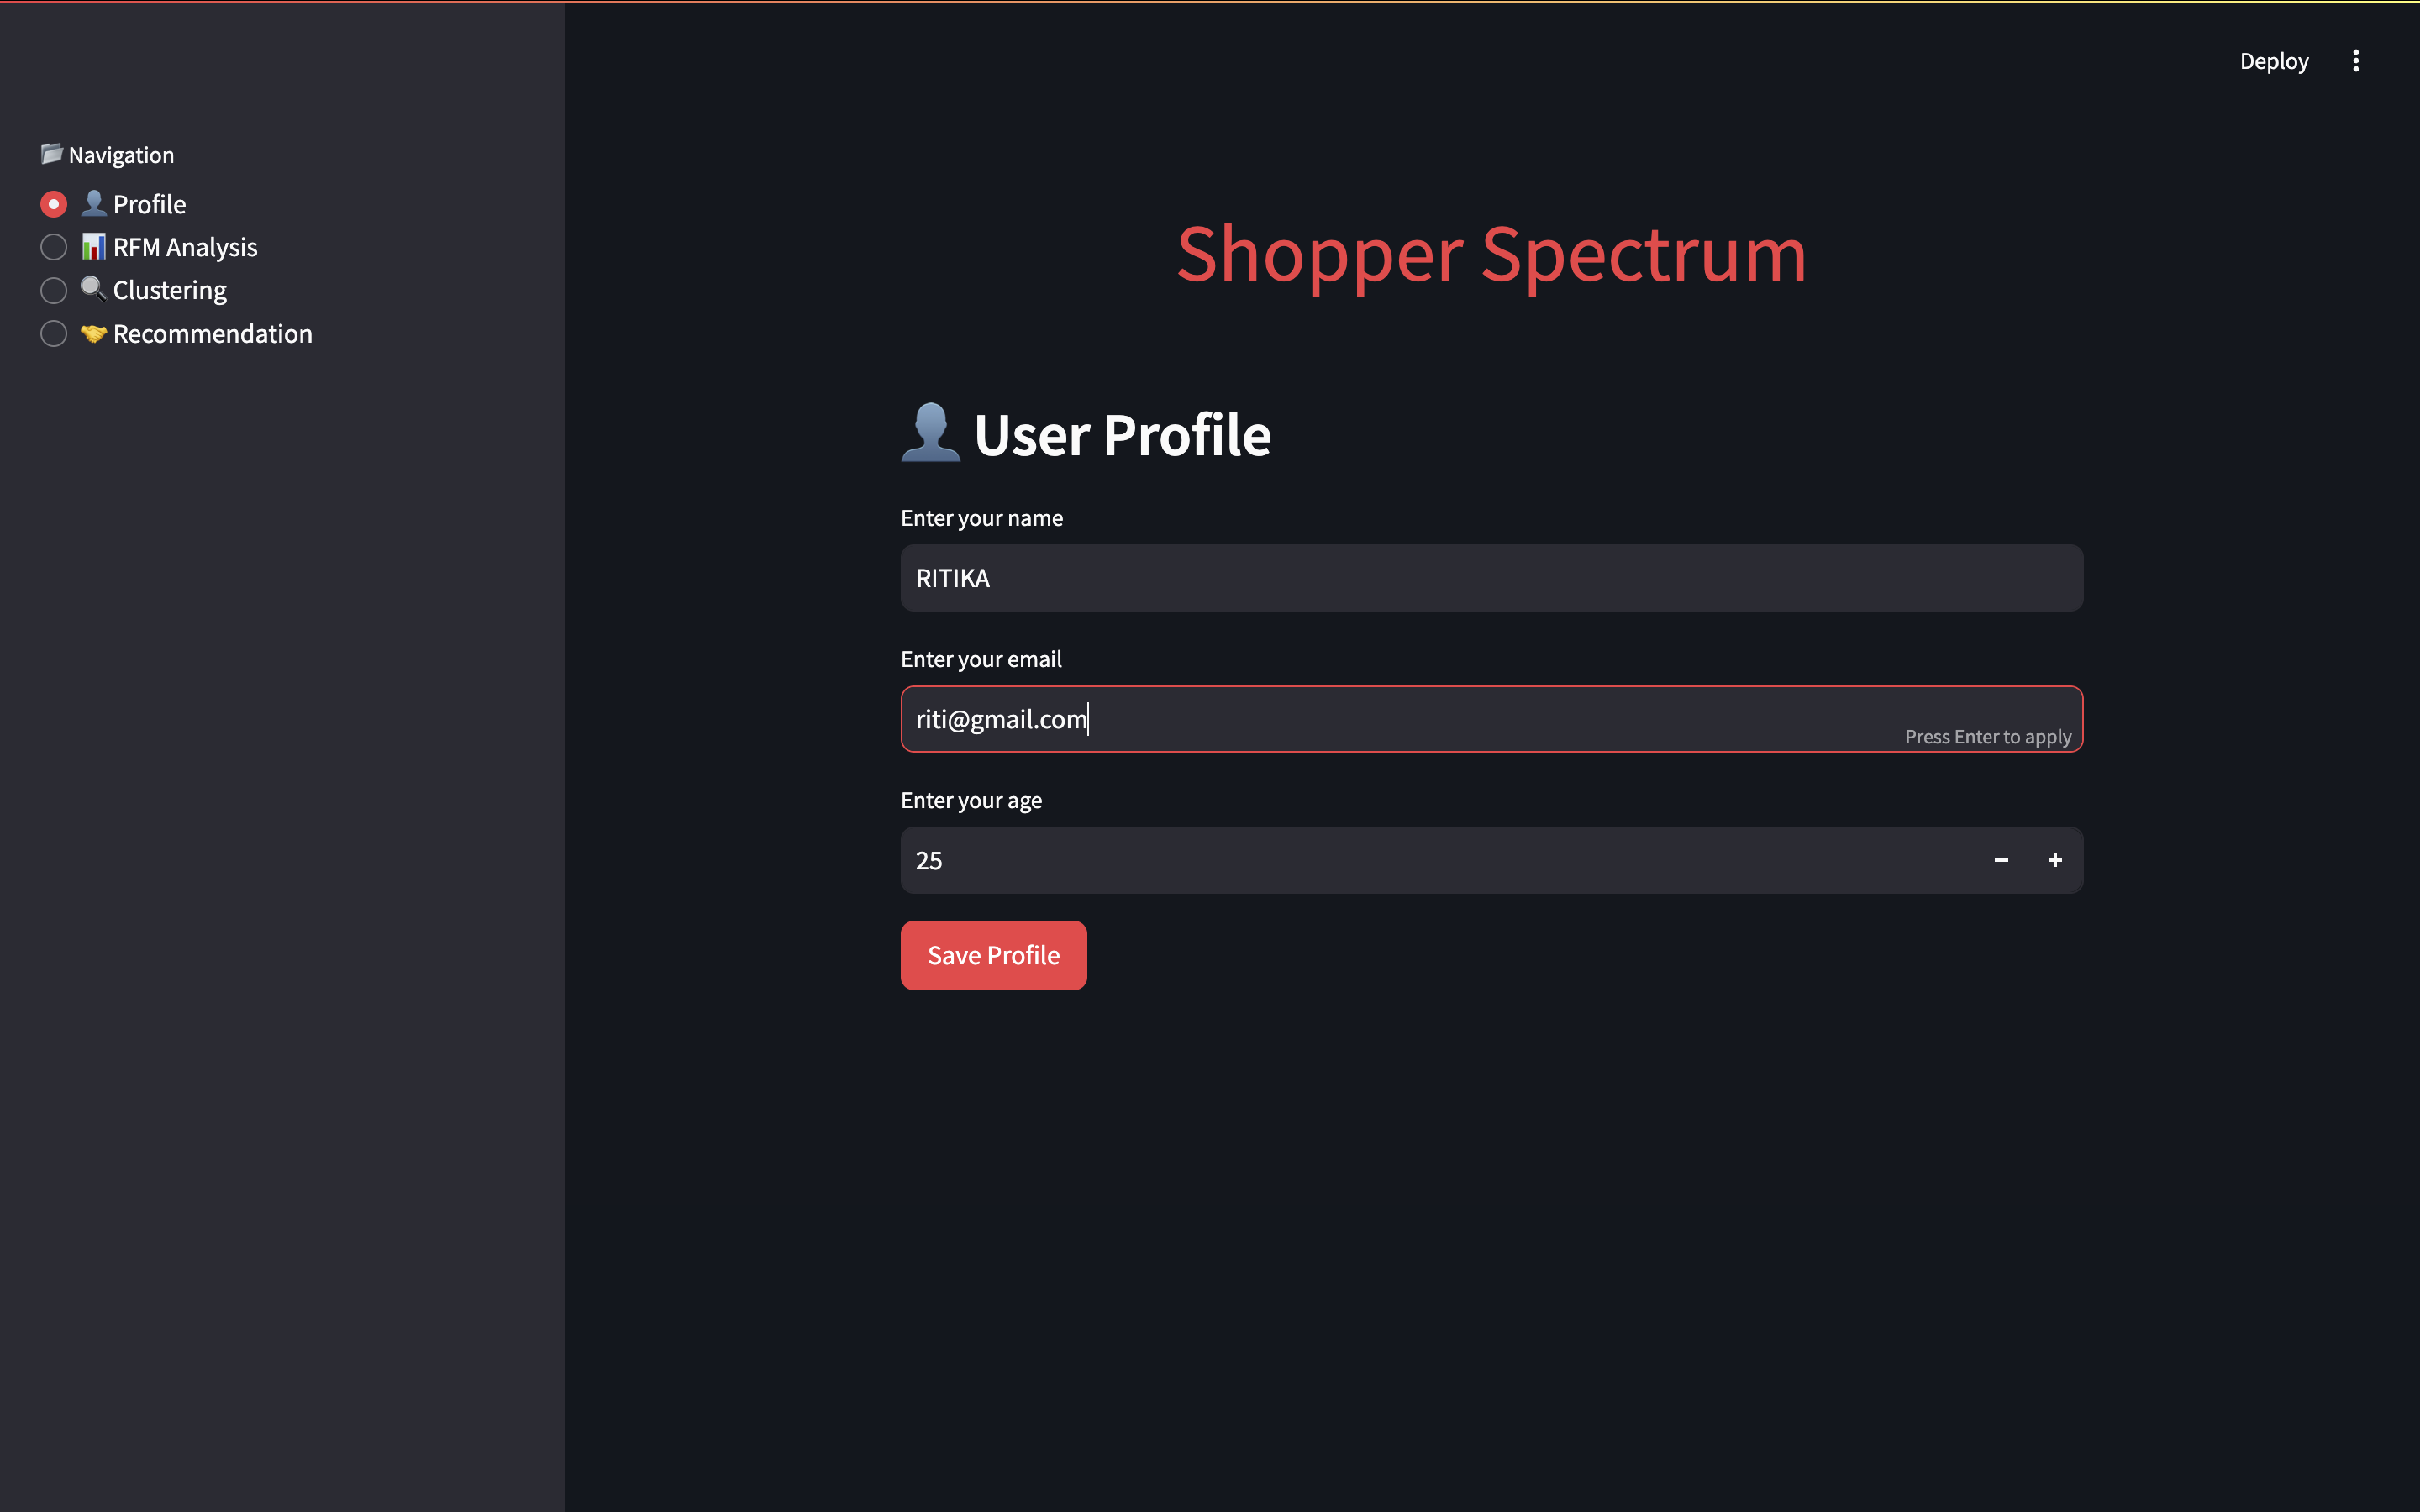 Deploy
Navigation
Profile
RFM Analysis
Clustering
Recommendation
Shopper Spectrum
User Profile
Enter your name
RITIKA
Enter your email
riti@gmail.com
Press Enter to apply
Enter your age
25
Save Profile